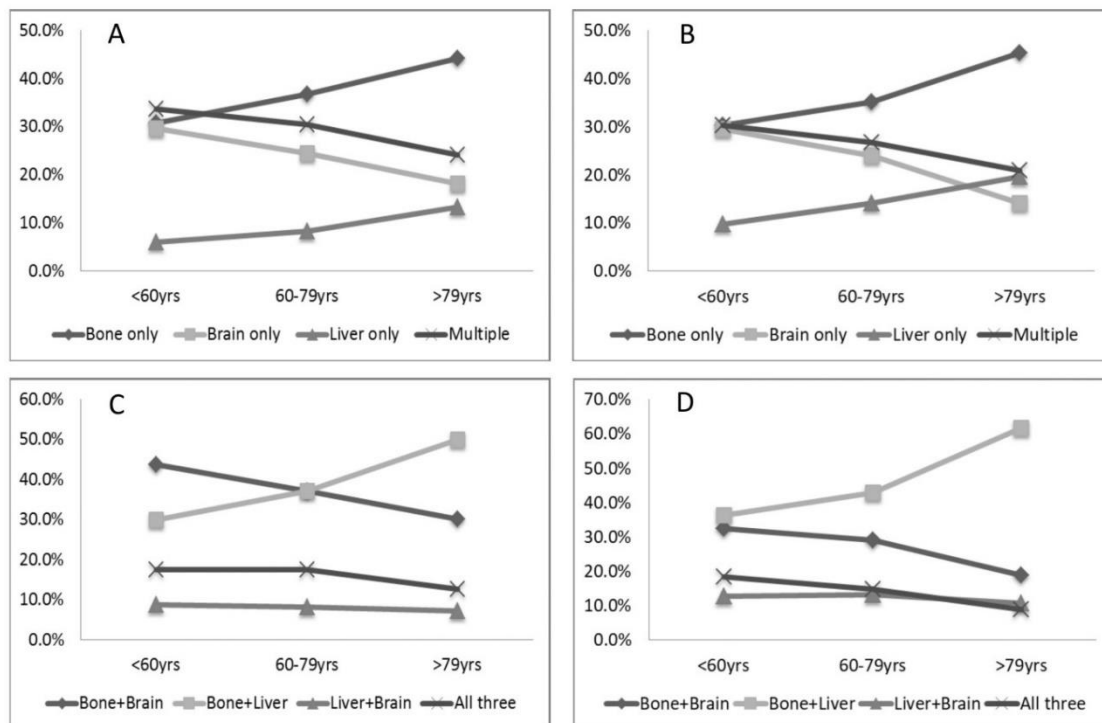 A
50.0%
40.0%
30.0%
20.0%
10.0%
0.0%
<60yrs 60-79yrs >79yrs
Bone only Brain only Liver only Multiple
B
50.0%
40.0%
30.0%
20.0%
10.0%
0.0%
<60yrs 60-79yrs >79yrs
Bone only Brain only Liver only Multiple
C
60.0%
50.0%
40.0%
30.0%
20.0%
10.0%
0.0%
<60yrs 60-79yrs >79yrs
Bone+Brain Bone+Liver Liver+Brain All three
D
70.0%
60.0%
50.0%
40.0%
30.0%
20.0%
10.0%
0.0%
<60yrs 60-79yrs >79yrs
Bone+Brain Bone+Liver Liver+Brain All three